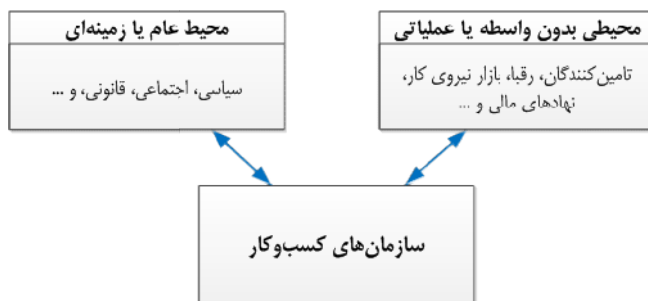 محیطی بدون واسطه یا عملیاتی
تامین‌کنندگان، رقبا، بازار نیروی کار،
نهادهای مالی و ...
محیط عام یا زمینه‌ای
سیاسی، اجتماعی، قانونی، و ...
سازمان‌های کسب‌وکار